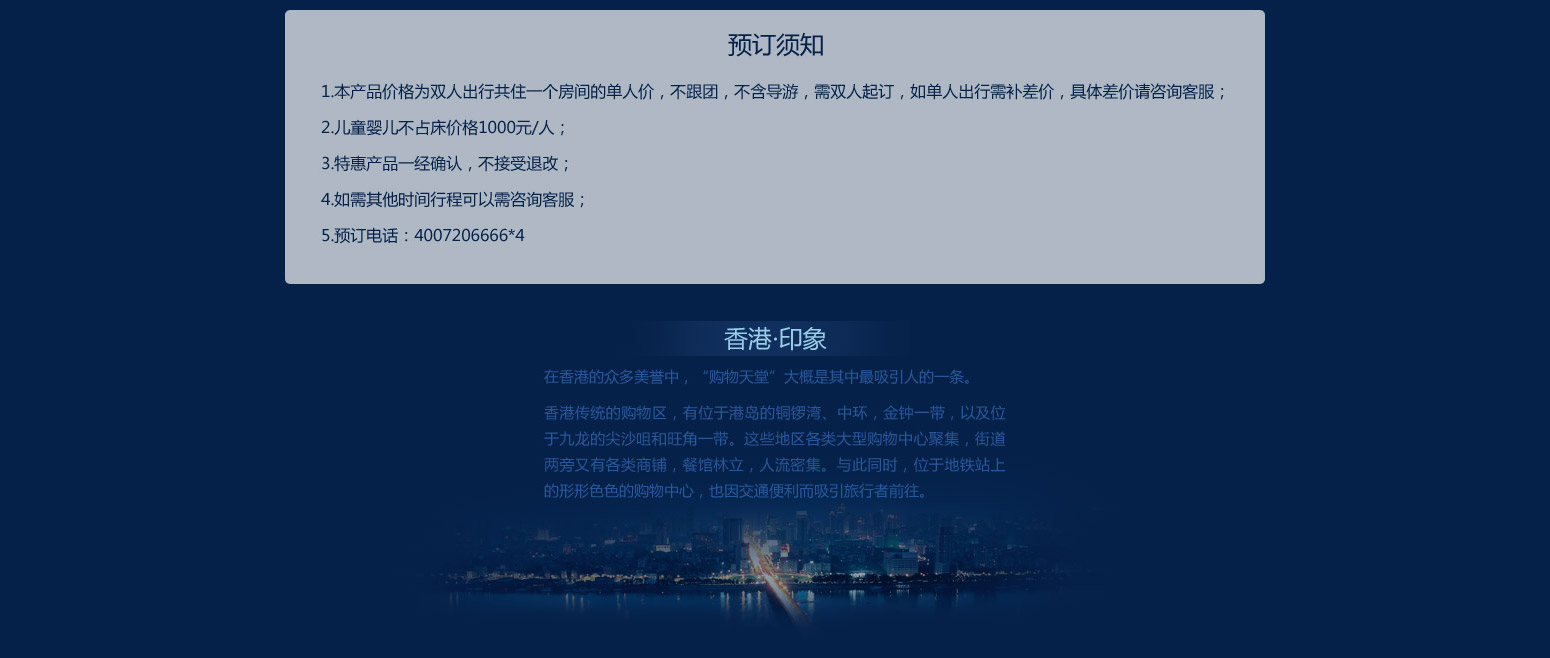 预订须知
1.本产品价格为双人出行共住一个房间的单人价，不跟团，不含导游，需双人起订，如单人出行需补差价，具体差价请咨询客服；
2.儿童婴儿不占床价格1000元/人；
3.特惠产品一经确认，不接受退改；
4.如需其他时间行程可以需咨询客服；
5.预订电话：4007206666*4
香港·印象
在香港的众多美誉中，“购物天堂”大概是其中最吸引人的一条。
香港传统的购物区，有位于港岛的铜锣湾、中环，金钟一带，以及位
于九龙的尖沙咀和旺角一带。这些地区各类大型购物中心聚集，街道
两旁又有各类商铺，餐馆林立，人流密集。与此同时，位于地铁站上
的形形色色的购物中心，也因交通便利而吸引旅行者前往。